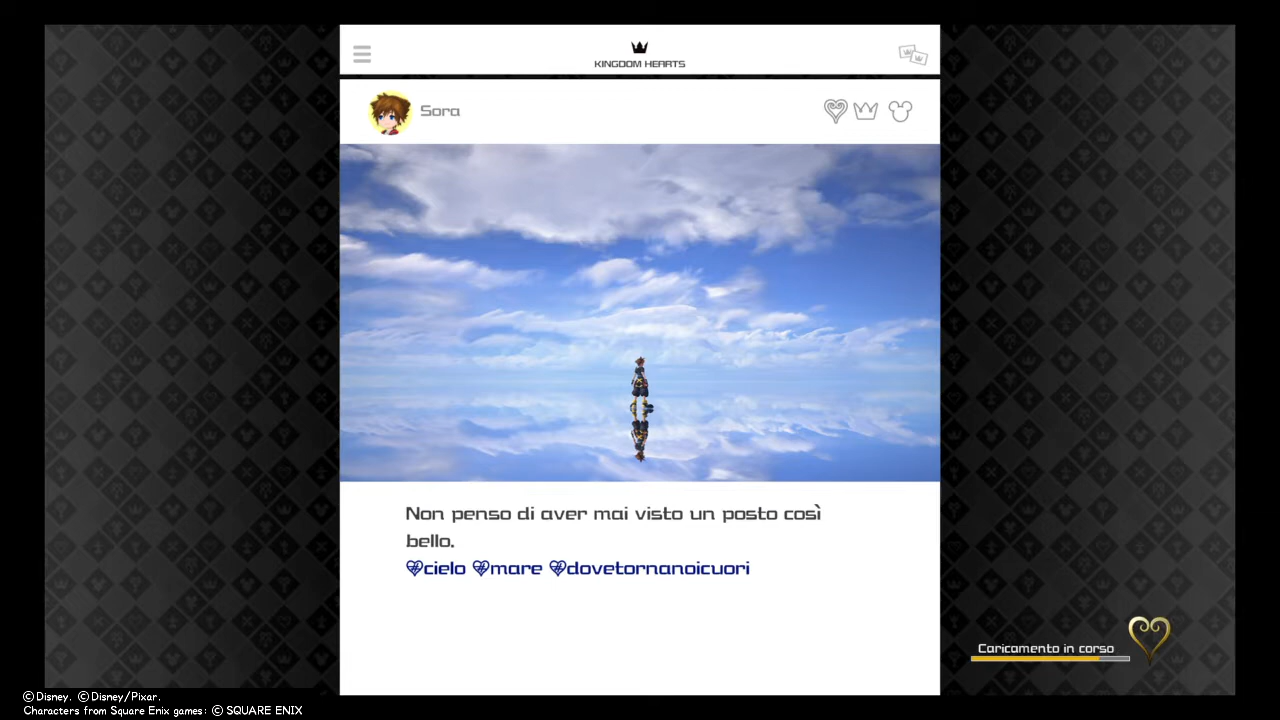 KINGDOM HEARTS
Sora
Non penso di aver mai visto un posto così
bello.
cielo mare dovetornanoicuori
Caricamento in corso
©Disney. ©Disney/Pixar.
Characters from Square Enix games: © SQUARE ENIX